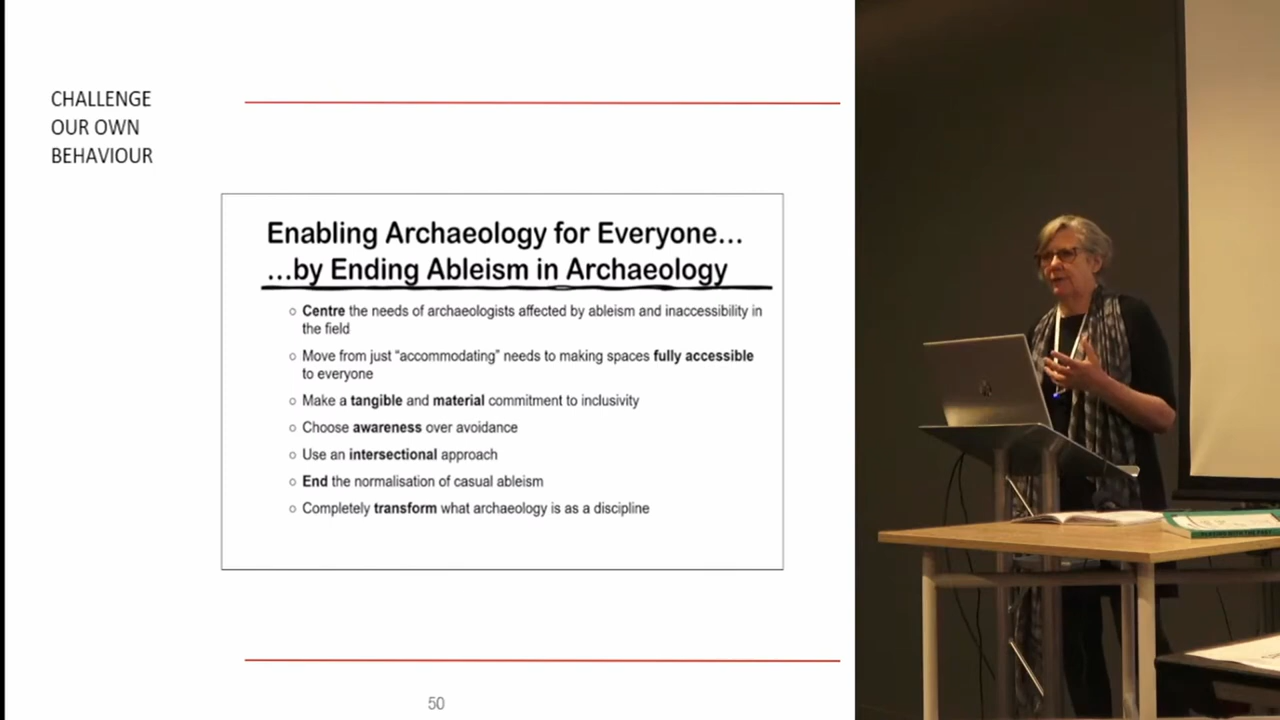 CHALLENGE
OUR OWN
BEHAVIOUR
Enabling Archaeology for Everyone...
...by Ending Ableism in Archaeology
○ Centre the needs of archaeologists affected by ableism and inaccessibility in
the field
○ Move from just “accommodating” needs to making spaces fully accessible
to everyone
○ Make a tangible and material commitment to inclusivity
○ Choose awareness over avoidance
○ Use an intersectional approach
○ End the normalisation of casual ableism
○ Completely transform what archaeology is as a discipline
50